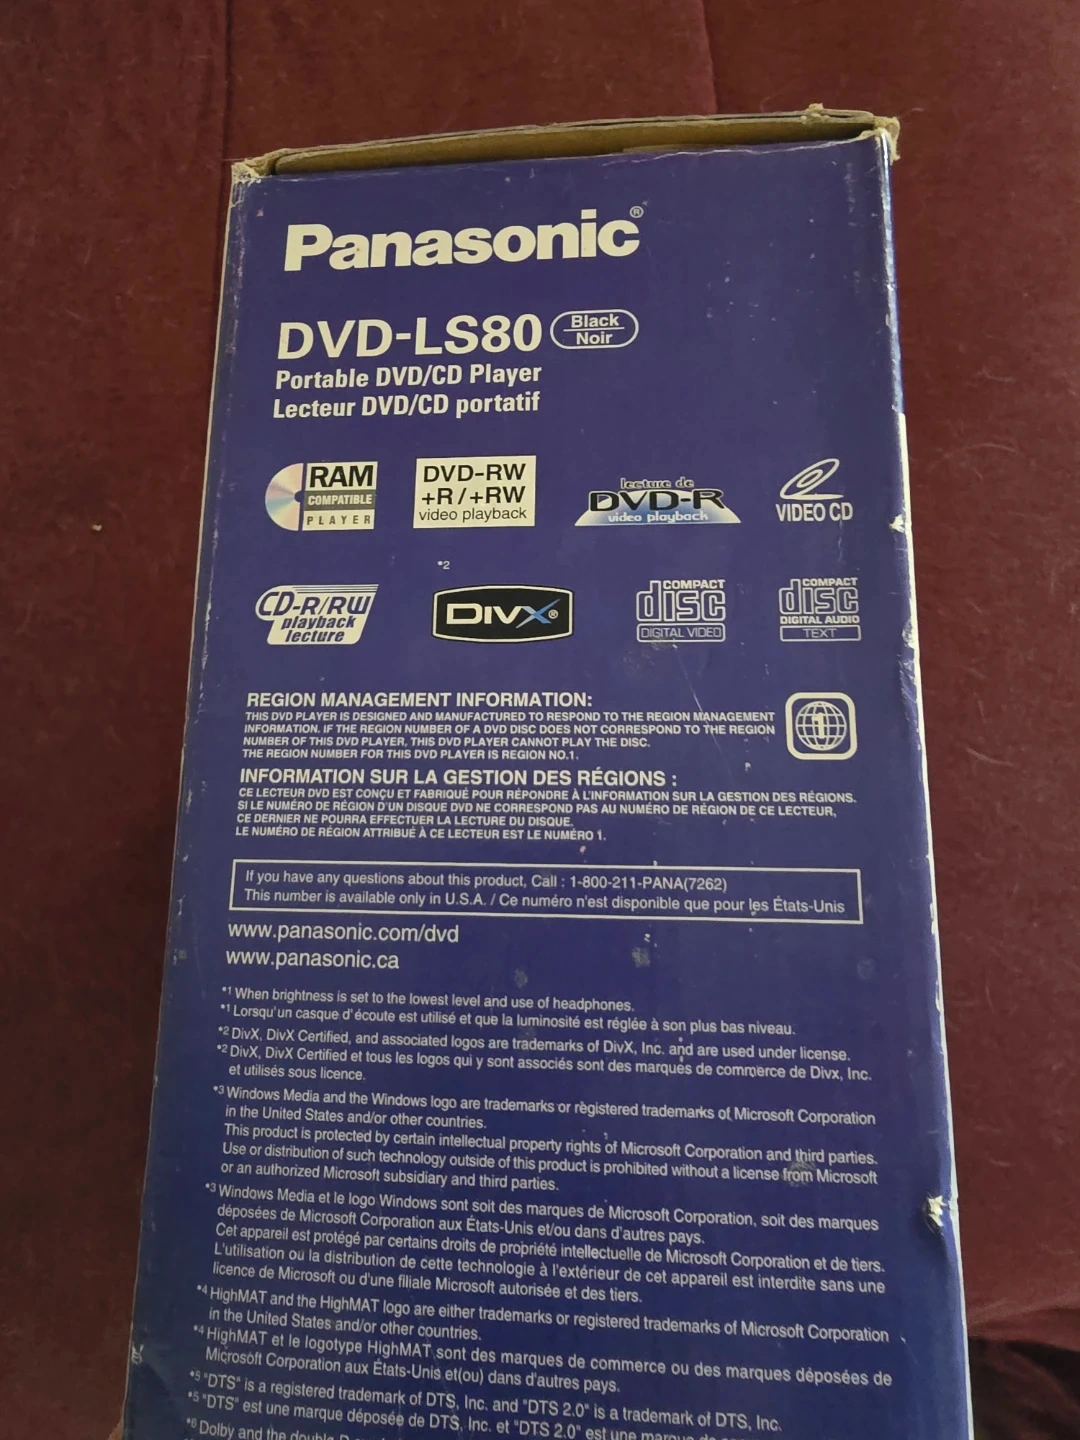 Panasonic®
DVD-LS80 Black
Noir
Portable DVD/CD Player
Lecteur DVD/CD portatif
RAM
COMPATIBLE
PLAYER
DVD-RW
+R/+RW
video playback
lecture de
DVD-R
video playback
VIDEO CD
CD-R/RW
playback
lecture
*2
DIVX®
COMPACT
disc
DIGITAL VIDEO
COMPACT
disc
DIGITAL AUDIO
TEXT
REGION MANAGEMENT INFORMATION:
THIS DVD PLAYER IS DESIGNED AND MANUFACTURED TO RESPOND TO THE REGION MANAGEMENT
INFORMATION. IF THE REGION NUMBER OF A DVD DISC DOES NOT CORRESPOND TO THE REGION
NUMBER OF THIS DVD PLAYER, THIS DVD PLAYER CANNOT PLAY THE DISC.
THE REGION NUMBER FOR THIS DVD PLAYER IS REGION NO.1.
1
INFORMATION SUR LA GESTION DES RÉGIONS :
CE LECTEUR DVD EST CONÇU ET FABRIQUÉ POUR RÉPONDRE À L'INFORMATION SUR LA GESTION DES RÉGIONS.
SI LE NUMÉRO DE RÉGION D'UN DISQUE DVD NE CORRESPOND PAS AU NUMÉRO DE RÉGION DE CE LECTEUR,
CE DERNIER NE POURRA EFFECTUER LA LECTURE DU DISQUE.
LE NUMÉRO DE RÉGION ATTRIBUÉ À CE LECTEUR EST LE NUMÉRO 1.
If you have any questions about this product, Call : 1-800-211-PANA(7262)
This number is available only in U.S.A. / Ce numéro n'est disponible que pour les États-Unis
www.panasonic.com/dvd
www.panasonic.ca
*1 When brightness is set to the lowest level and use of headphones.
*1 Lorsqu'un casque d'écoute est utilisé et que la luminosité est réglée à son plus bas niveau.
*2 DivX, DivX Certified, and associated logos are trademarks of DivX, Inc. and are used under license.
*2 DivX, DivX Certified et tous les logos qui y sont associés sont des marques de commerce de Divx, Inc.
et utilisés sous licence.
*3 Windows Media and the Windows logo are trademarks or registered trademarks of Microsoft Corporation
in the United States and/or other countries.
This product is protected by certain intellectual property rights of Microsoft Corporation and third parties.
Use or distribution of such technology outside of this product is prohibited without a license from Microsoft
or an authorized Microsoft subsidiary and third parties.
*3 Windows Media et le logo Windows sont soit des marques de Microsoft Corporation, soit des marques
déposées de Microsoft Corporation aux États-Unis et/ou dans d'autres pays.
Cet appareil est protégé par certains droits de propriété intellectuelle de Microsoft Corporation et de tiers.
L'utilisation ou la distribution de cette technologie à l'extérieur de cet appareil est interdite sans une
licence de Microsoft ou d'une filiale Microsoft autorisée et des tiers.
*4 HighMAT and the HighMAT logo are either trademarks or registered trademarks of Microsoft Corporation
in the United States and/or other countries.
*4 HighMAT et le logotype HighMAT sont des marques de commerce ou des marques déposées de
Microsoft Corporation aux États-Unis et(ou) dans d'autres pays.
*5 "DTS" is a registered trademark of DTS, Inc. and "DTS 2.0" is a trademark of DTS, Inc.
*5 "DTS" est une marque déposée de DTS, Inc. et "DTS 2.0" est une marque de
*6 Dolby and the double